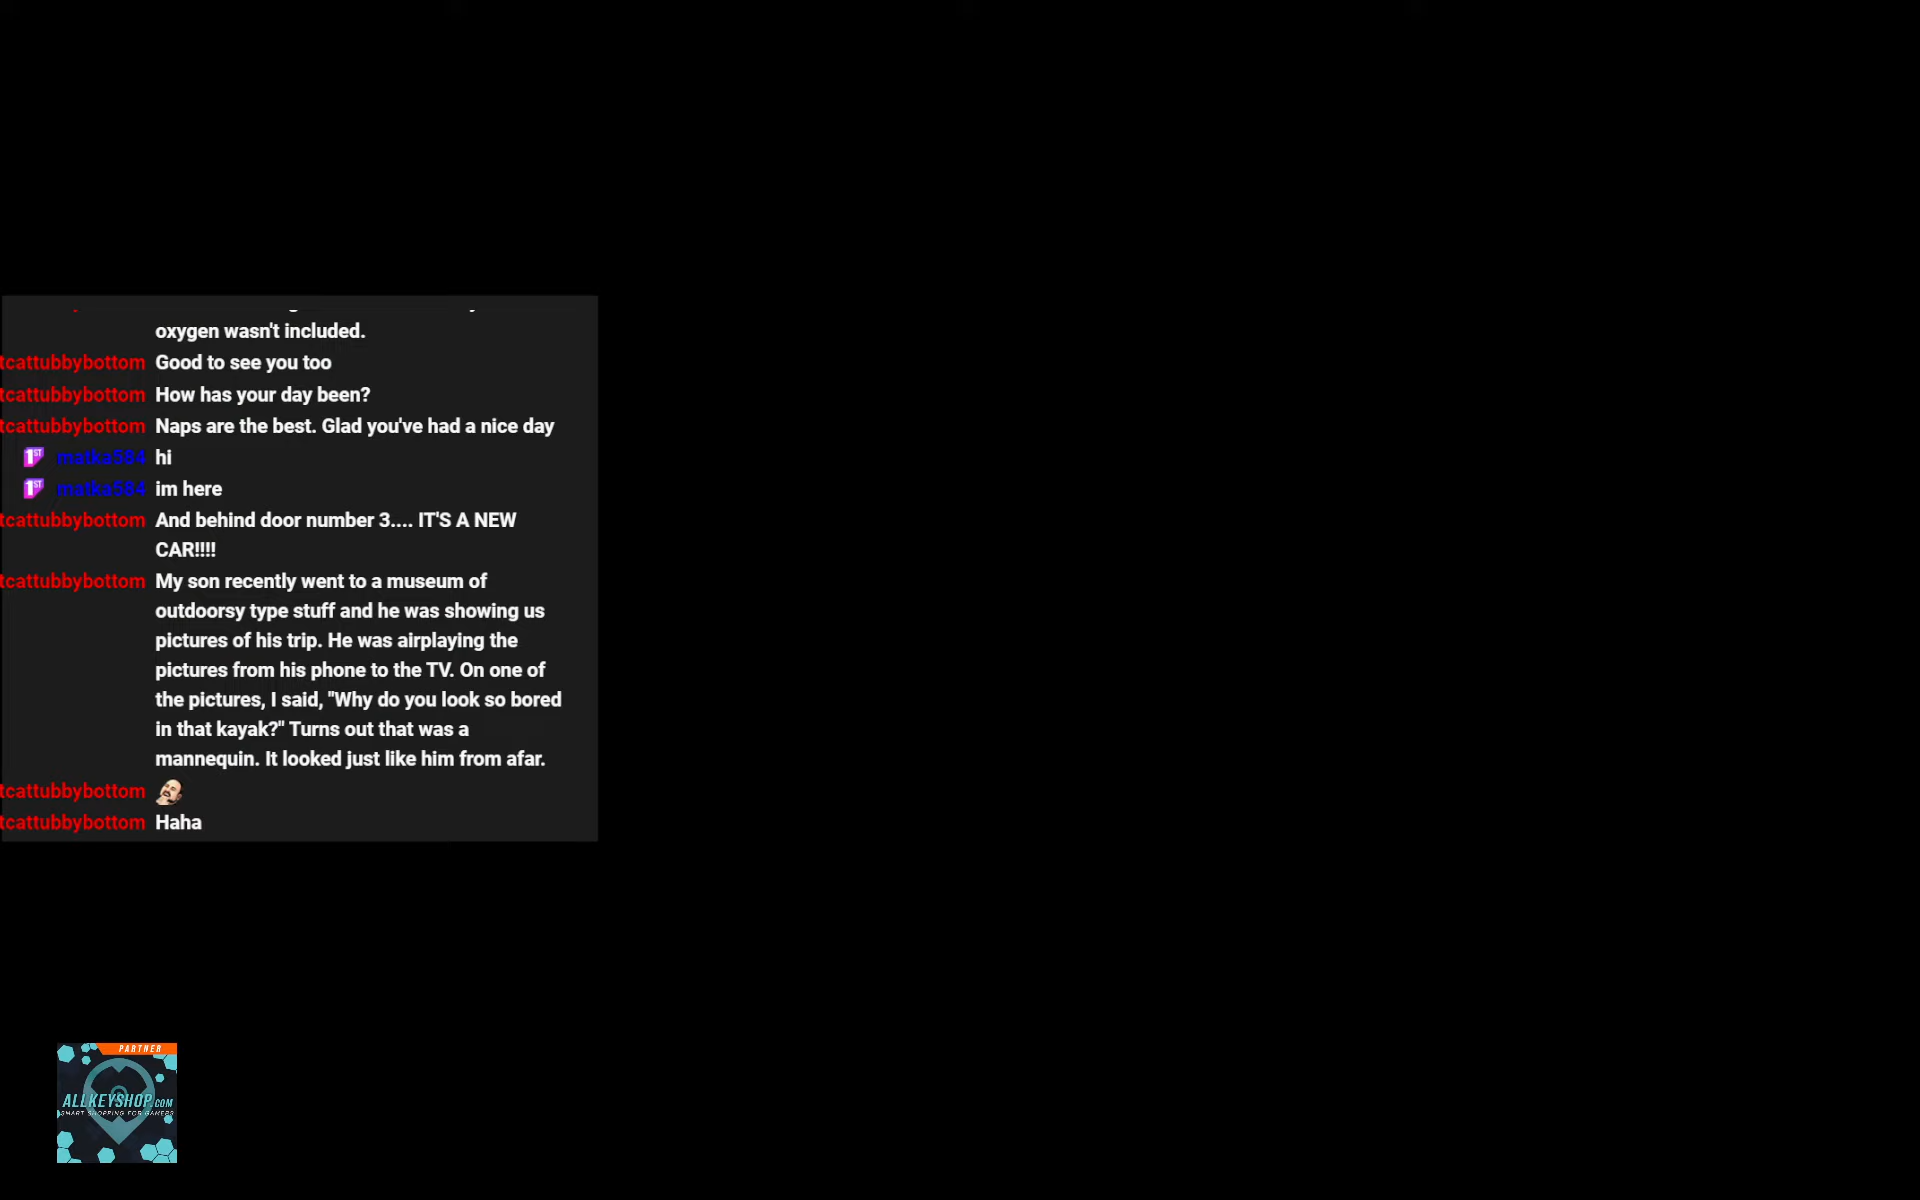 oxygen wasn't included.
tcattubbybottom Good to see you too
tcattubbybottom How has your day been?
tcattubbybottom Naps are the best. Glad you've had a nice day
1ST matka584 hi
1ST matka584 im here
tcattubbybottom And behind door number 3.... IT'S A NEW
CAR!!!!
tcattubbybottom My son recently went to a museum of
outdoorsy type stuff and he was showing us
pictures of his trip. He was airplaying the
pictures from his phone to the TV. On one of
the pictures, I said, "Why do you look so bored
in that kayak?" Turns out that was a
mannequin. It looked just like him from afar.
tcattubbybottom
tcattubbybottom Haha
PARTNER
ALLKEYSHOP.COM
SMART SHOPPING FOR GAMERS